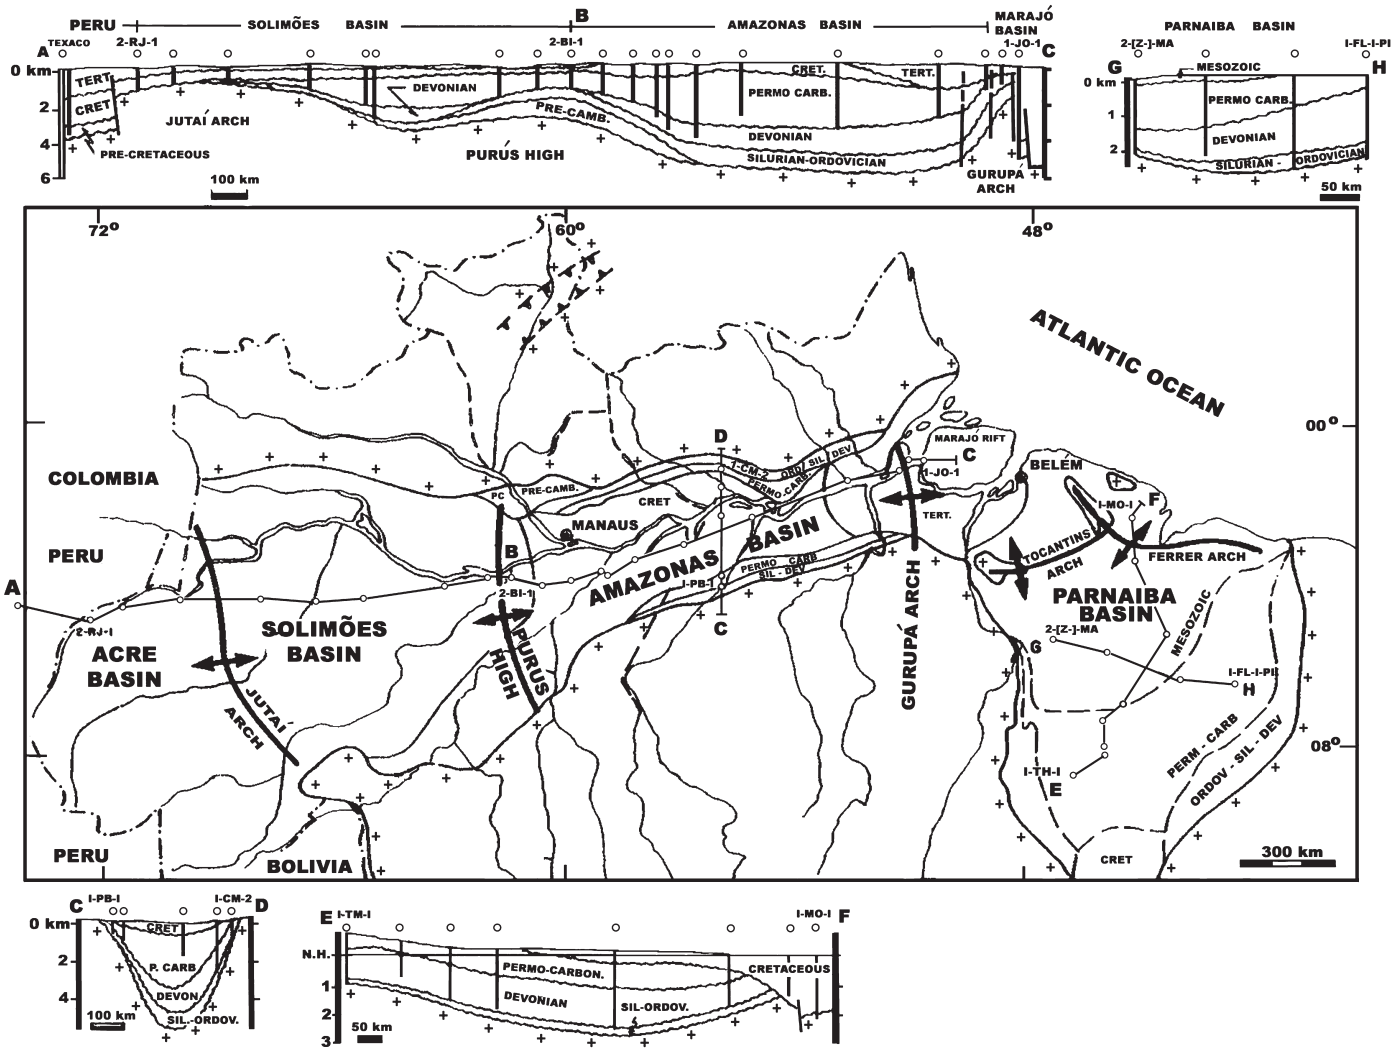 PERU
SOLIMÕES BASIN
B
AMAZONAS BASIN
MARAJÓ
BASIN
PARNAIBA BASIN
A
TEXACO
2-RJ-1
2-BI-1
1-JO-1
C
2-[Z-]-MA
I-FL-I-PI
G
H
0 km
2
4
6
TERT
CRET
PRE-CRETACEOUS
JUTAÍ ARCH
100 km
DEVONIAN
PRE-CAMB.
PURÚS HIGH
CRET.
TERT.
PERMO CARB.
DEVONIAN
SILURIAN-ORDOVICIAN
GURUPÁ
ARCH
MESOZOIC
0 km
1
2
PERMO CARB.
DEVONIAN
SILURIAN - ORDOVICIAN
50 km
72º
60º
48º
ATLANTIC OCEAN
00º
COLOMBIA
PERU
A
2-RJ-I
ACRE
BASIN
SOLIMÕES
BASIN
JUTAÍ
ARCH
PERU
BOLIVIA
PC
PRE-CAMB.
CRET
MANAUS
B
2-BI-1
PURUS
HIGH
AMAZONAS BASIN
D
1-CM-2
ORD SIL DEV
PERMO-CARB.
PERMO CARB
SIL - DEV
I-PB-I
C
MARAJÓ RIFT
C
1-JO-1
TERT.
GURUPÁ ARCH
BELÉM
I-MO-I
F
TOCANTINS
ARCH
FERRER ARCH
PARNAIBA
BASIN
2-[Z-]-MA
G
MESOZOIC
I-FL-I-PI
H
PERM - CARB
ORDOV - SIL - DEV
I-TH-I
E
CRET
08º
300 km
C
I-PB-I
I-CM-2
D
0 km
2
4
CRET
P. CARB
DEVON
SIL.-ORDOV.
100 km
E
I-TM-I
I-MO-I
F
N.H.
1
2
3
PERMO-CARBON.
DEVONIAN
SIL-ORDOV.
CRETACEOUS
50 km